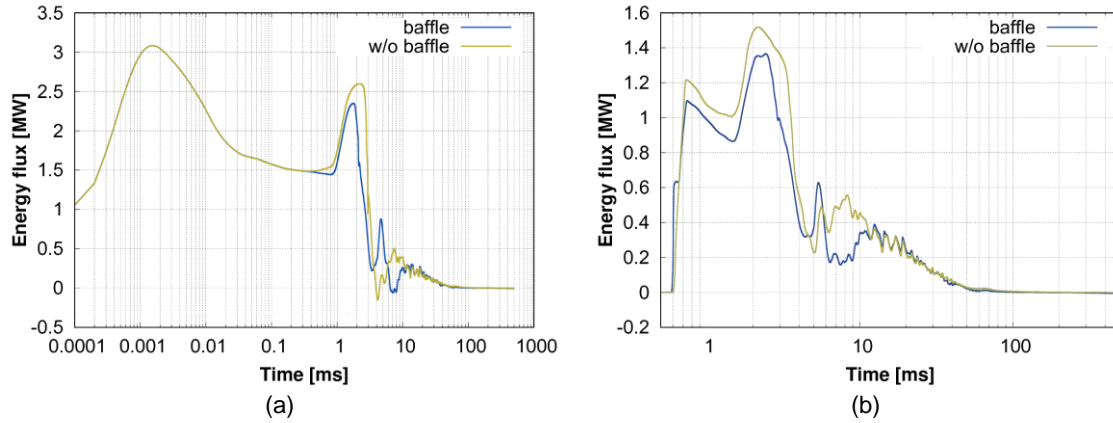 3.5
3
2.5
2
1.5
1
0.5
0
-0.5
Energy flux [MW]
baffle
w/o baffle
0.0001 0.001 0.01 0.1 1 10 100 1000
Time [ms]
(a)
1.6
1.4
1.2
1
0.8
0.6
0.4
0.2
0
-0.2
Energy flux [MW]
baffle
w/o baffle
1 10 100
Time [ms]
(b)